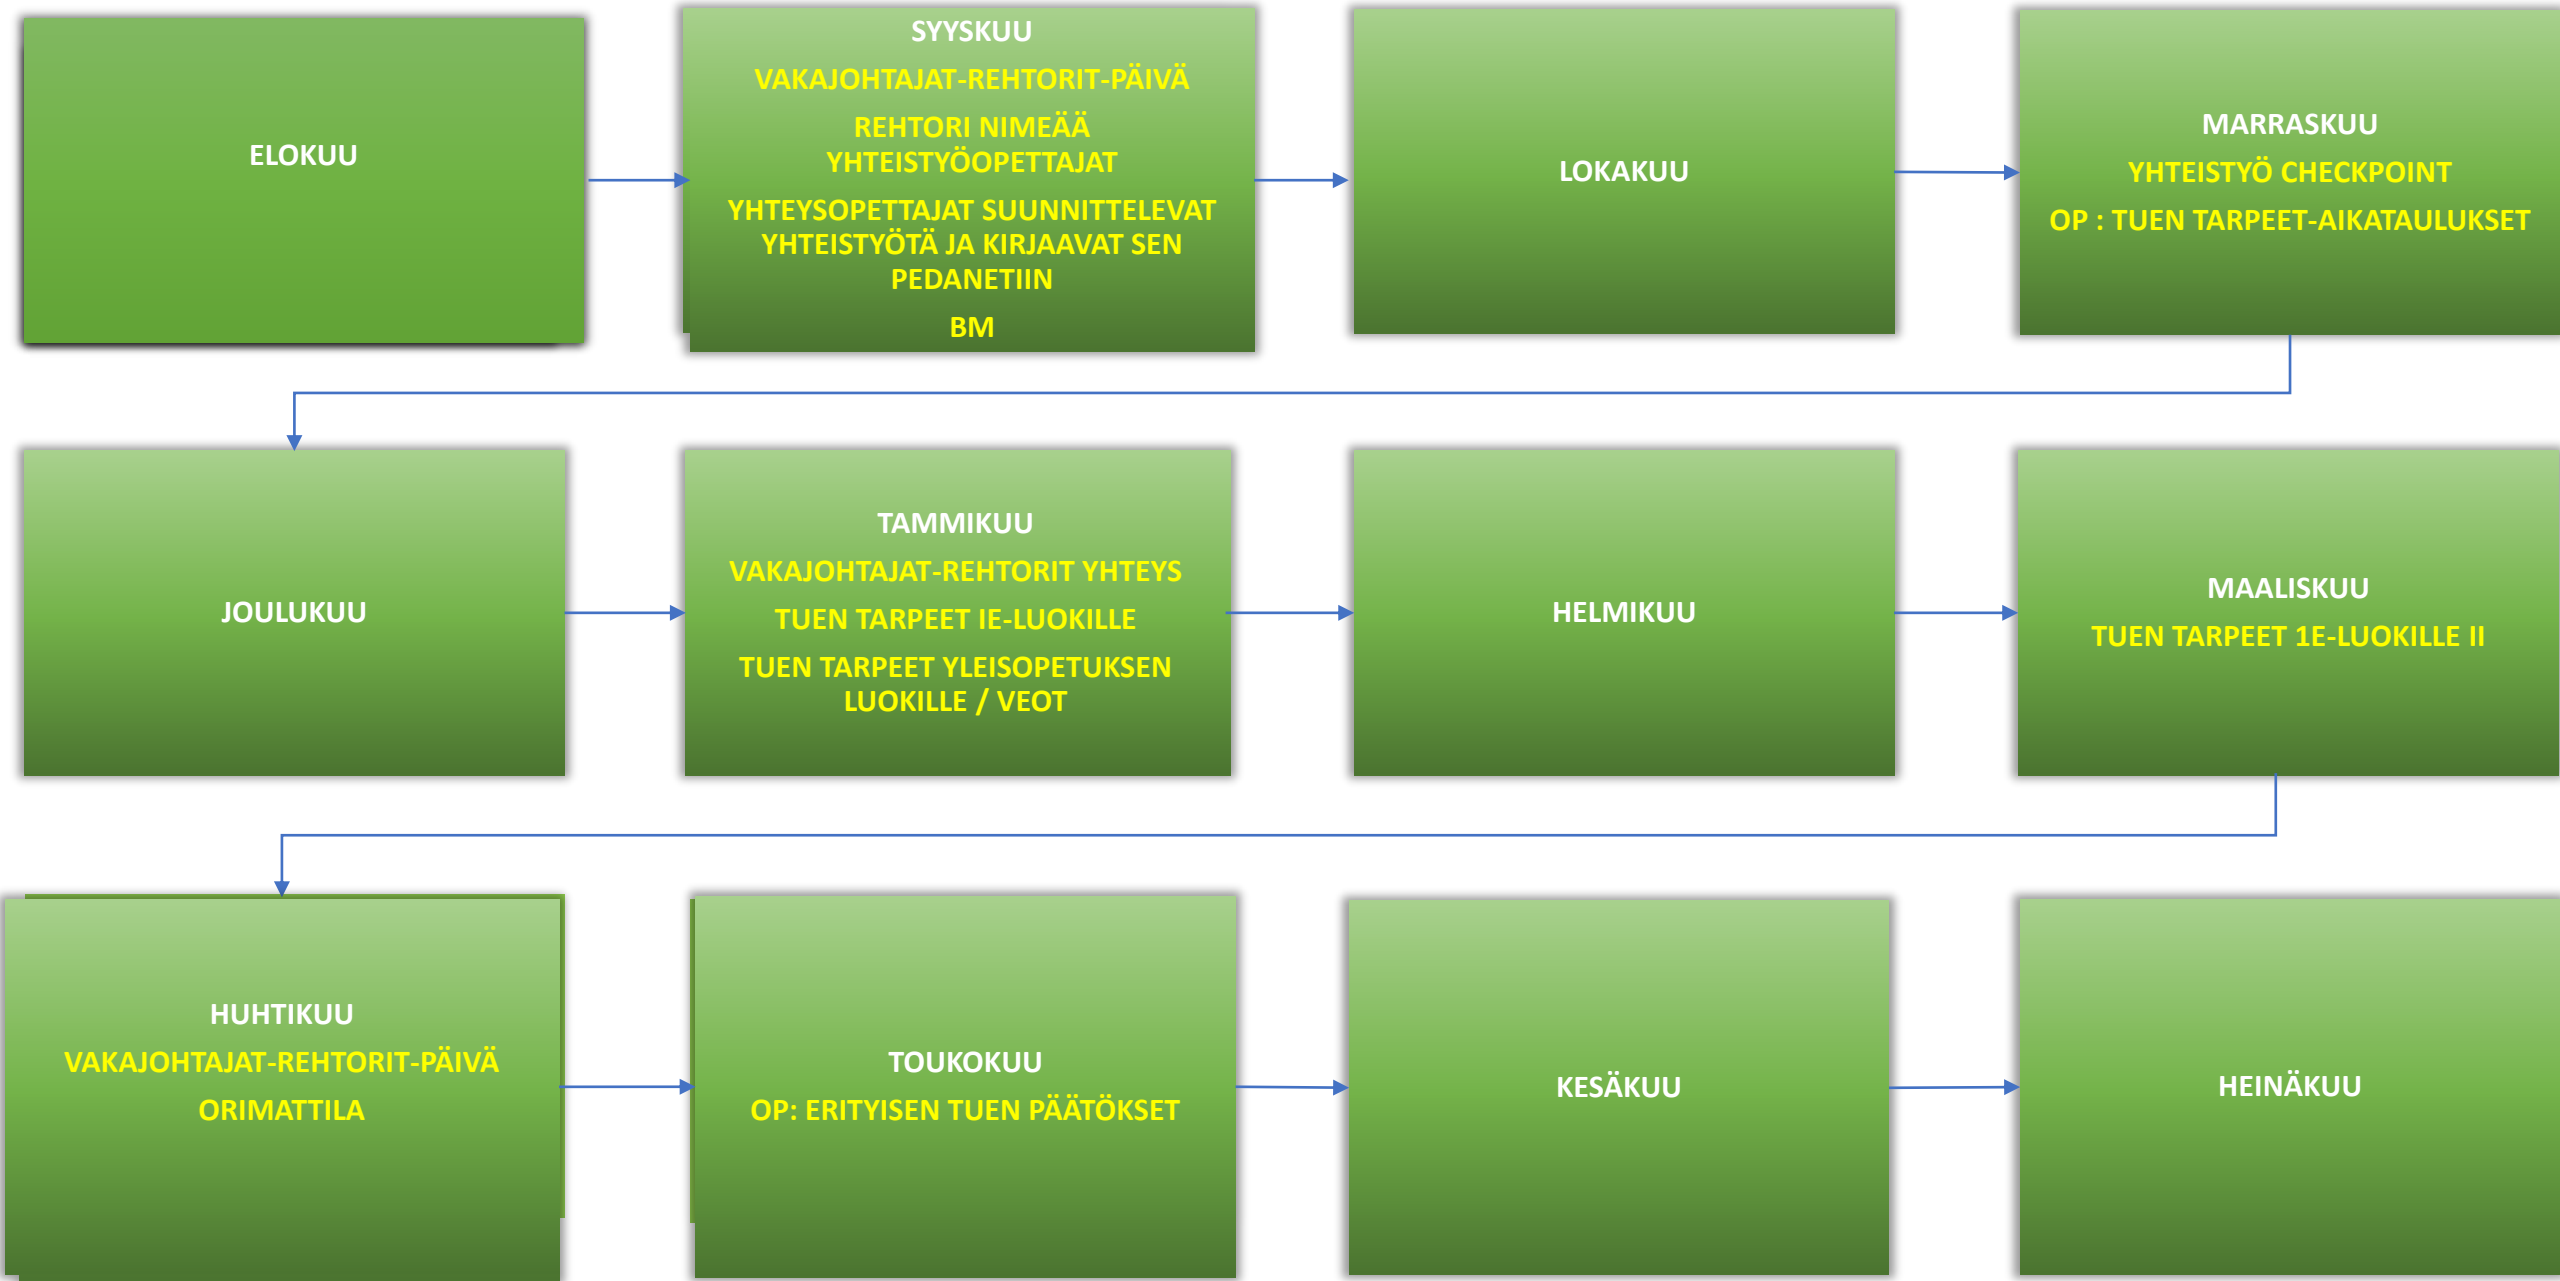 ELOKUU
SYYSKUU
VAKAJOHTAJAT-REHTORIT-PÄIVÄ
REHTORI NIMEÄÄ
YHTEISTYÖOPETTAJAT
YHTEYSOPETTAJAT SUUNNITTELEVAT
YHTEISTYÖTÄ JA KIRJAAVAT SEN
PEDANETIIN
BM
LOKAKUU
MARRASKUU
YHTEISTYÖ CHECKPOINT
OP : TUEN TARPEET-AIKATAULUKSET
JOULUKUU
TAMMIKUU
VAKAJOHTAJAT-REHTORIT YHTEYS
TUEN TARPEET IE-LUOKILLE
TUEN TARPEET YLEISOPETUKSEN
LUOKILLE / VEOT
HELMIKUU
MAALISKUU
TUEN TARPEET 1E-LUOKILLE II
HUHTIKUU
VAKAJOHTAJAT-REHTORIT-PÄIVÄ
ORIMATTILA
TOUKOKUU
OP: ERITYISEN TUEN PÄÄTÖKSET
KESÄKUU
HEINÄKUU